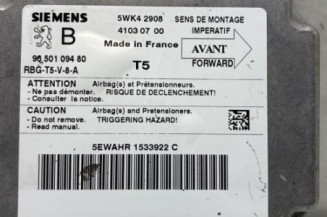 SIEMENS 5WK4 2908 SENS DE MONTAGE
B 4103 07 00 IMPERATIF
Made in France AVANT
96 501 094 80 FORWARD
RBG-T5-V-8-A T5
ATTENTION Airbag(s) et Prétensionneurs.
- Ne pas démonter. RISQUE DE DECLENCHEMENT!
- Consulter la notice
CAUTION Airbag(s) and Pretensioners.
- Do not remove. TRIGGERING HAZARD!
- Read manual
5EWAHR 1533922 C